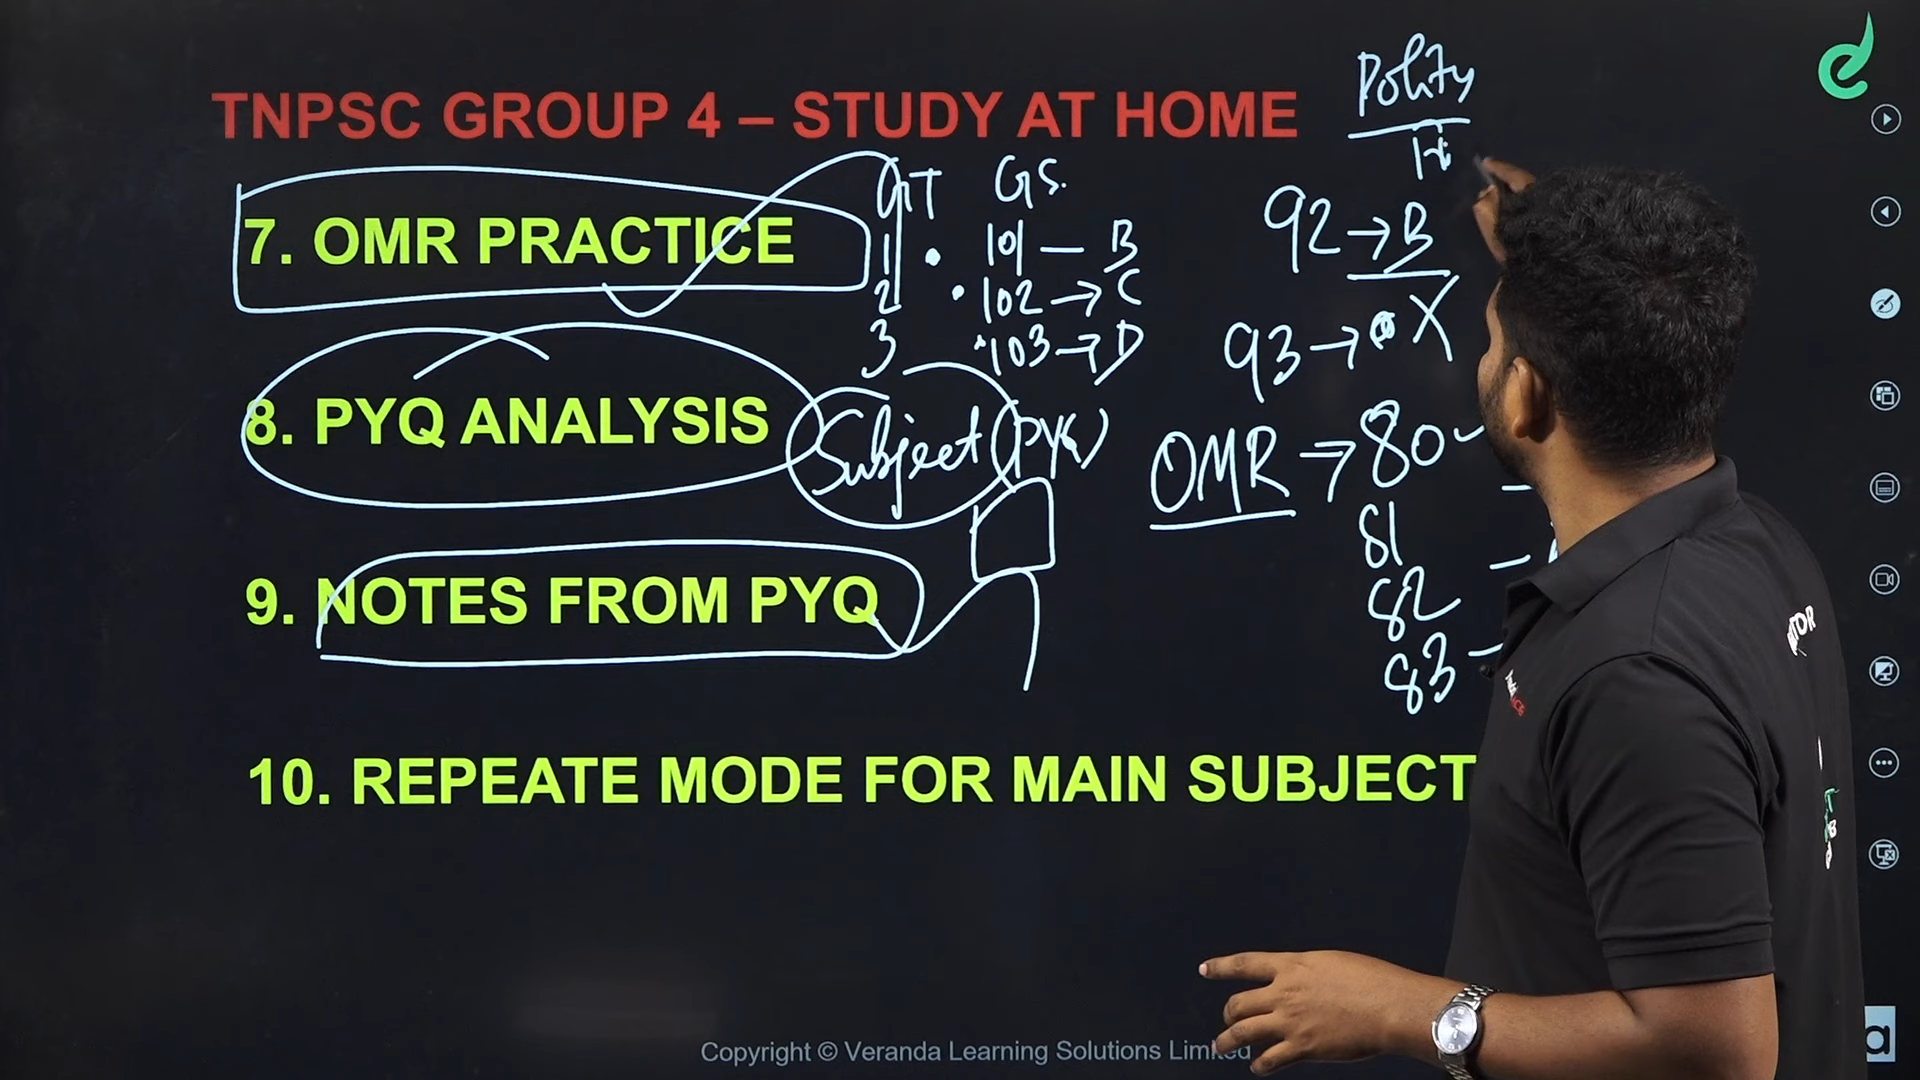 TNPSC GROUP 4 – STUDY AT HOME
Polity
GT GS.
7. OMR PRACTICE
1 101 — B
2 102 → C
3 103 → D
92 → B
93 → X
8. PYQ ANALYSIS
Subject (PYQ)
OMR → 80
81
82
83
9. NOTES FROM PYQ
10. REPEATE MODE FOR MAIN SUBJECT
Copyright © Veranda Learning Solutions Limited